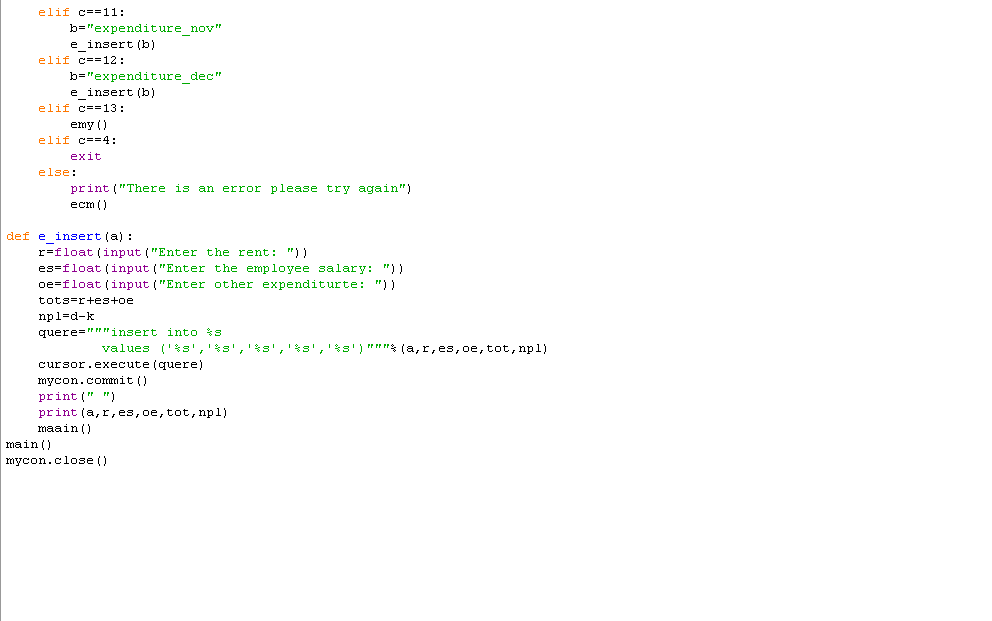 elif c==11:
        b="expenditure_nov"
        e_insert(b)
    elif c==12:
        b="expenditure_dec"
        e_insert(b)
    elif c==13:
        emy()
    elif c==4:
        exit
    else:
        print("There is an error please try again")
        ecm()

def e_insert(a):
    r=float(input("Enter the rent: "))
    es=float(input("Enter the employee salary: "))
    oe=float(input("Enter other expenditurte: "))
    tots=r+es+oe
    npl=d-k
    quere="""insert into %s
            values ('%s','%s','%s','%s','%s')"""%(a,r,es,oe,tot,npl)
    cursor.execute(quere)
    mycon.commit()
    print(" ")
    print(a,r,es,oe,tot,npl)
    maain()
main()
mycon.close()